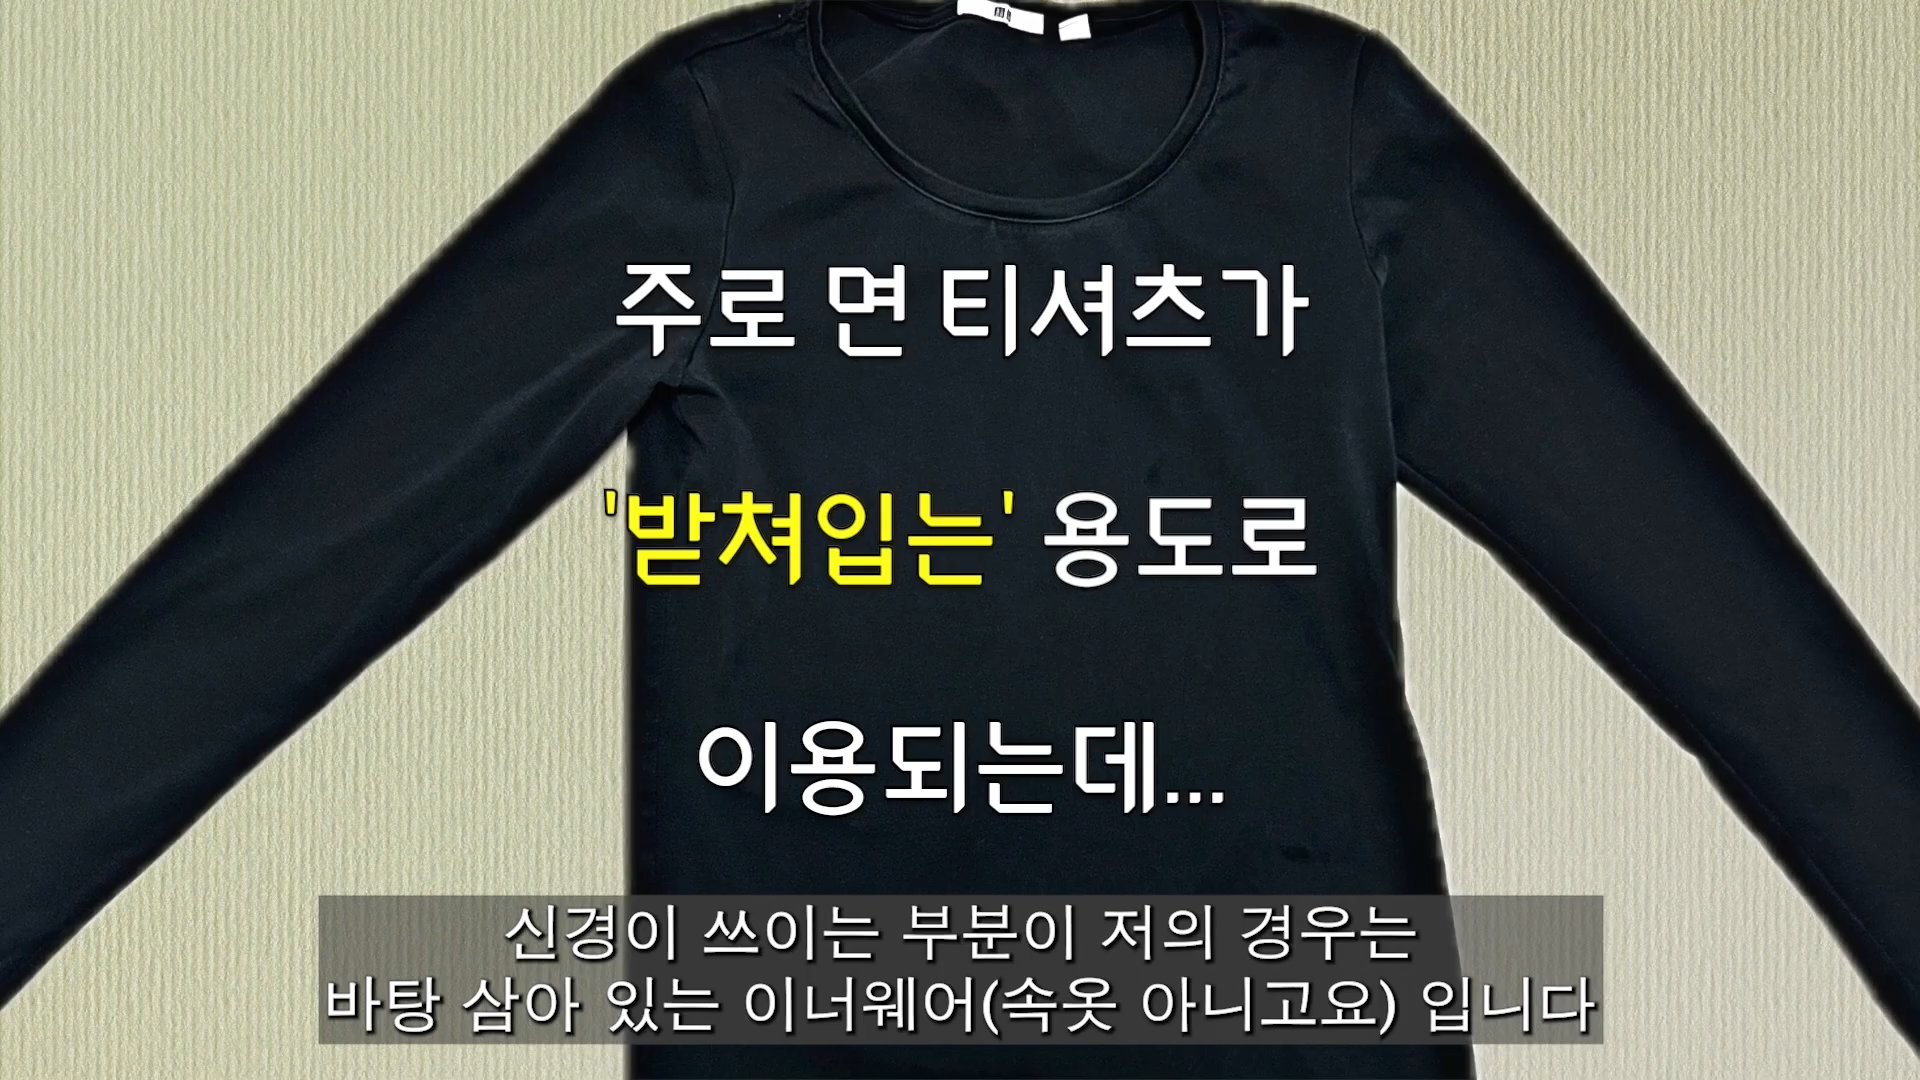 주로 면 티셔츠가
'받쳐입는' 용도로
이용되는데...
신경이 쓰이는 부분이 저의 경우는
바탕 삼아 있는 이너웨어(속옷 아니고요) 입니다